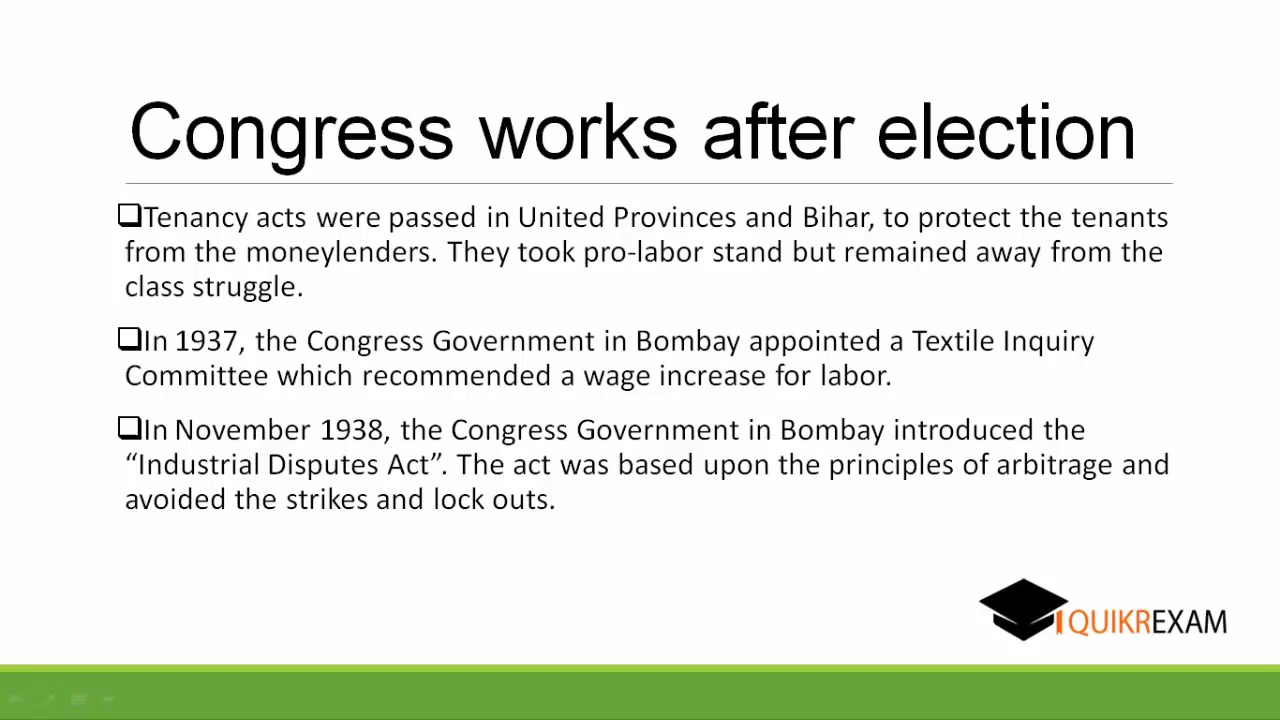 Congress works after election
❑Tenancy acts were passed in United Provinces and Bihar, to protect the tenants
from the moneylenders. They took pro-labor stand but remained away from the
class struggle.
❑In 1937, the Congress Government in Bombay appointed a Textile Inquiry
Committee which recommended a wage increase for labor.
❑In November 1938, the Congress Government in Bombay introduced the
“Industrial Disputes Act”. The act was based upon the principles of arbitrage and
avoided the strikes and lock outs.
QUIKREXAM